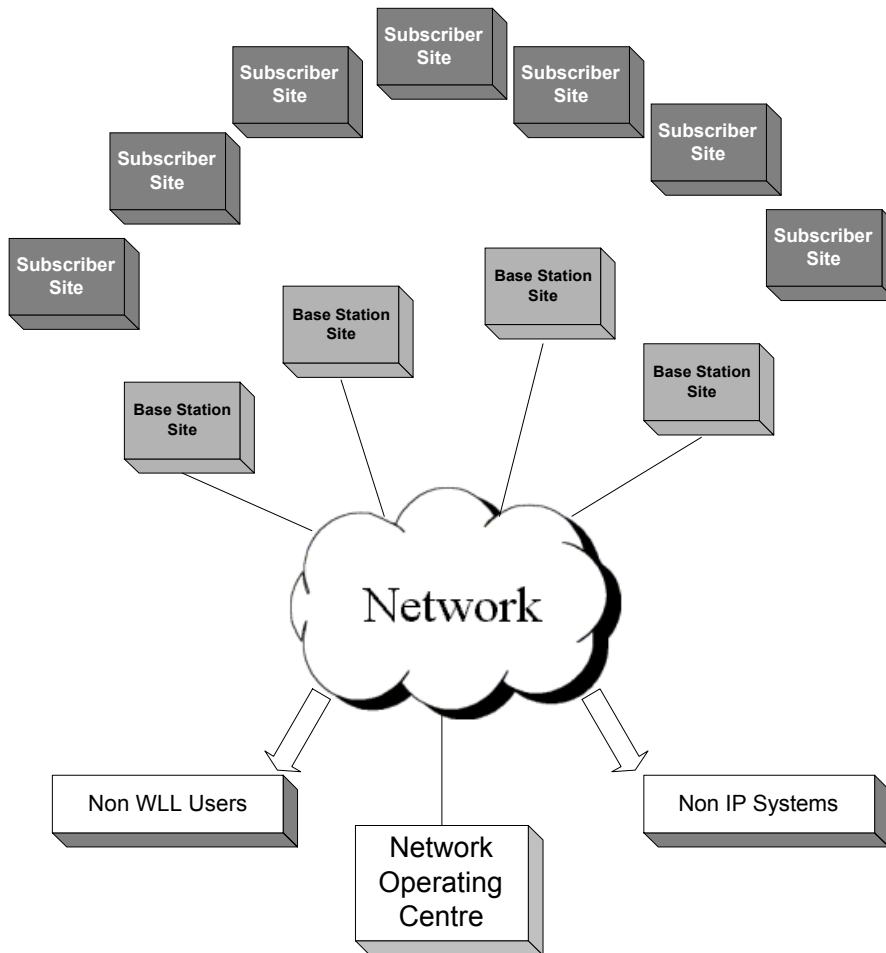 Subscriber
Site
Subscriber
Site
Subscriber
Site
Subscriber
Site
Subscriber
Site
Subscriber
Site
Subscriber
Site
Base Station
Site
Base Station
Site
Base Station
Site
Base Station
Site
Network
Non WLL Users
Non IP Systems
Network
Operating
Centre